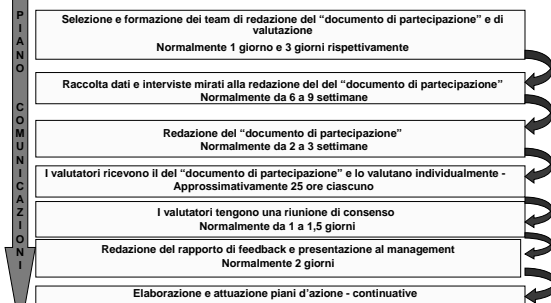 PIANO COMUNICAZIONI
Selezione e formazione dei team di redazione del “documento di partecipazione” e di
valutazione
Normalmente 1 giorno e 3 giorni rispettivamente
Raccolta dati e interviste mirati alla redazione del del “documento di partecipazione”
Normalmente da 6 a 9 settimane
Redazione del “documento di partecipazione”
Normalmente da 2 a 3 settimane
I valutatori ricevono il del “documento di partecipazione” e lo valutano individualmente -
Approssimativamente 25 ore ciascuno
I valutatori tengono una riunione di consenso
Normalmente da 1 a 1,5 giorni
Redazione del rapporto di feedback e presentazione al management
Normalmente 2 giorni
Elaborazione e attuazione piani d’azione - continuative